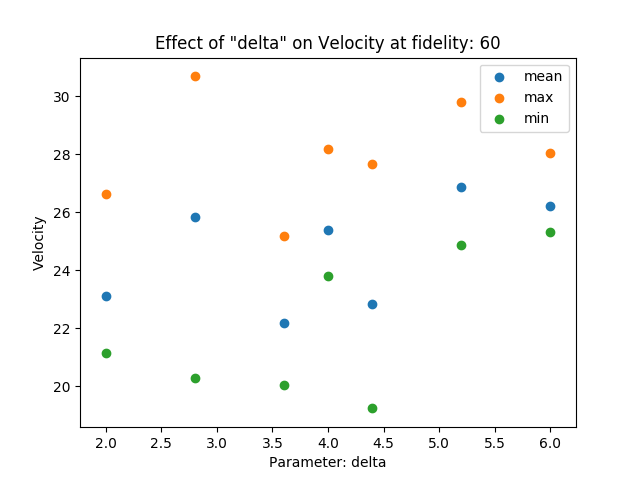 Effect of "delta" on Velocity at fidelity: 60
mean
max
min
30
28
26
24
22
20
Velocity
2.0 2.5 3.0 3.5 4.0 4.5 5.0 5.5 6.0
Parameter: delta